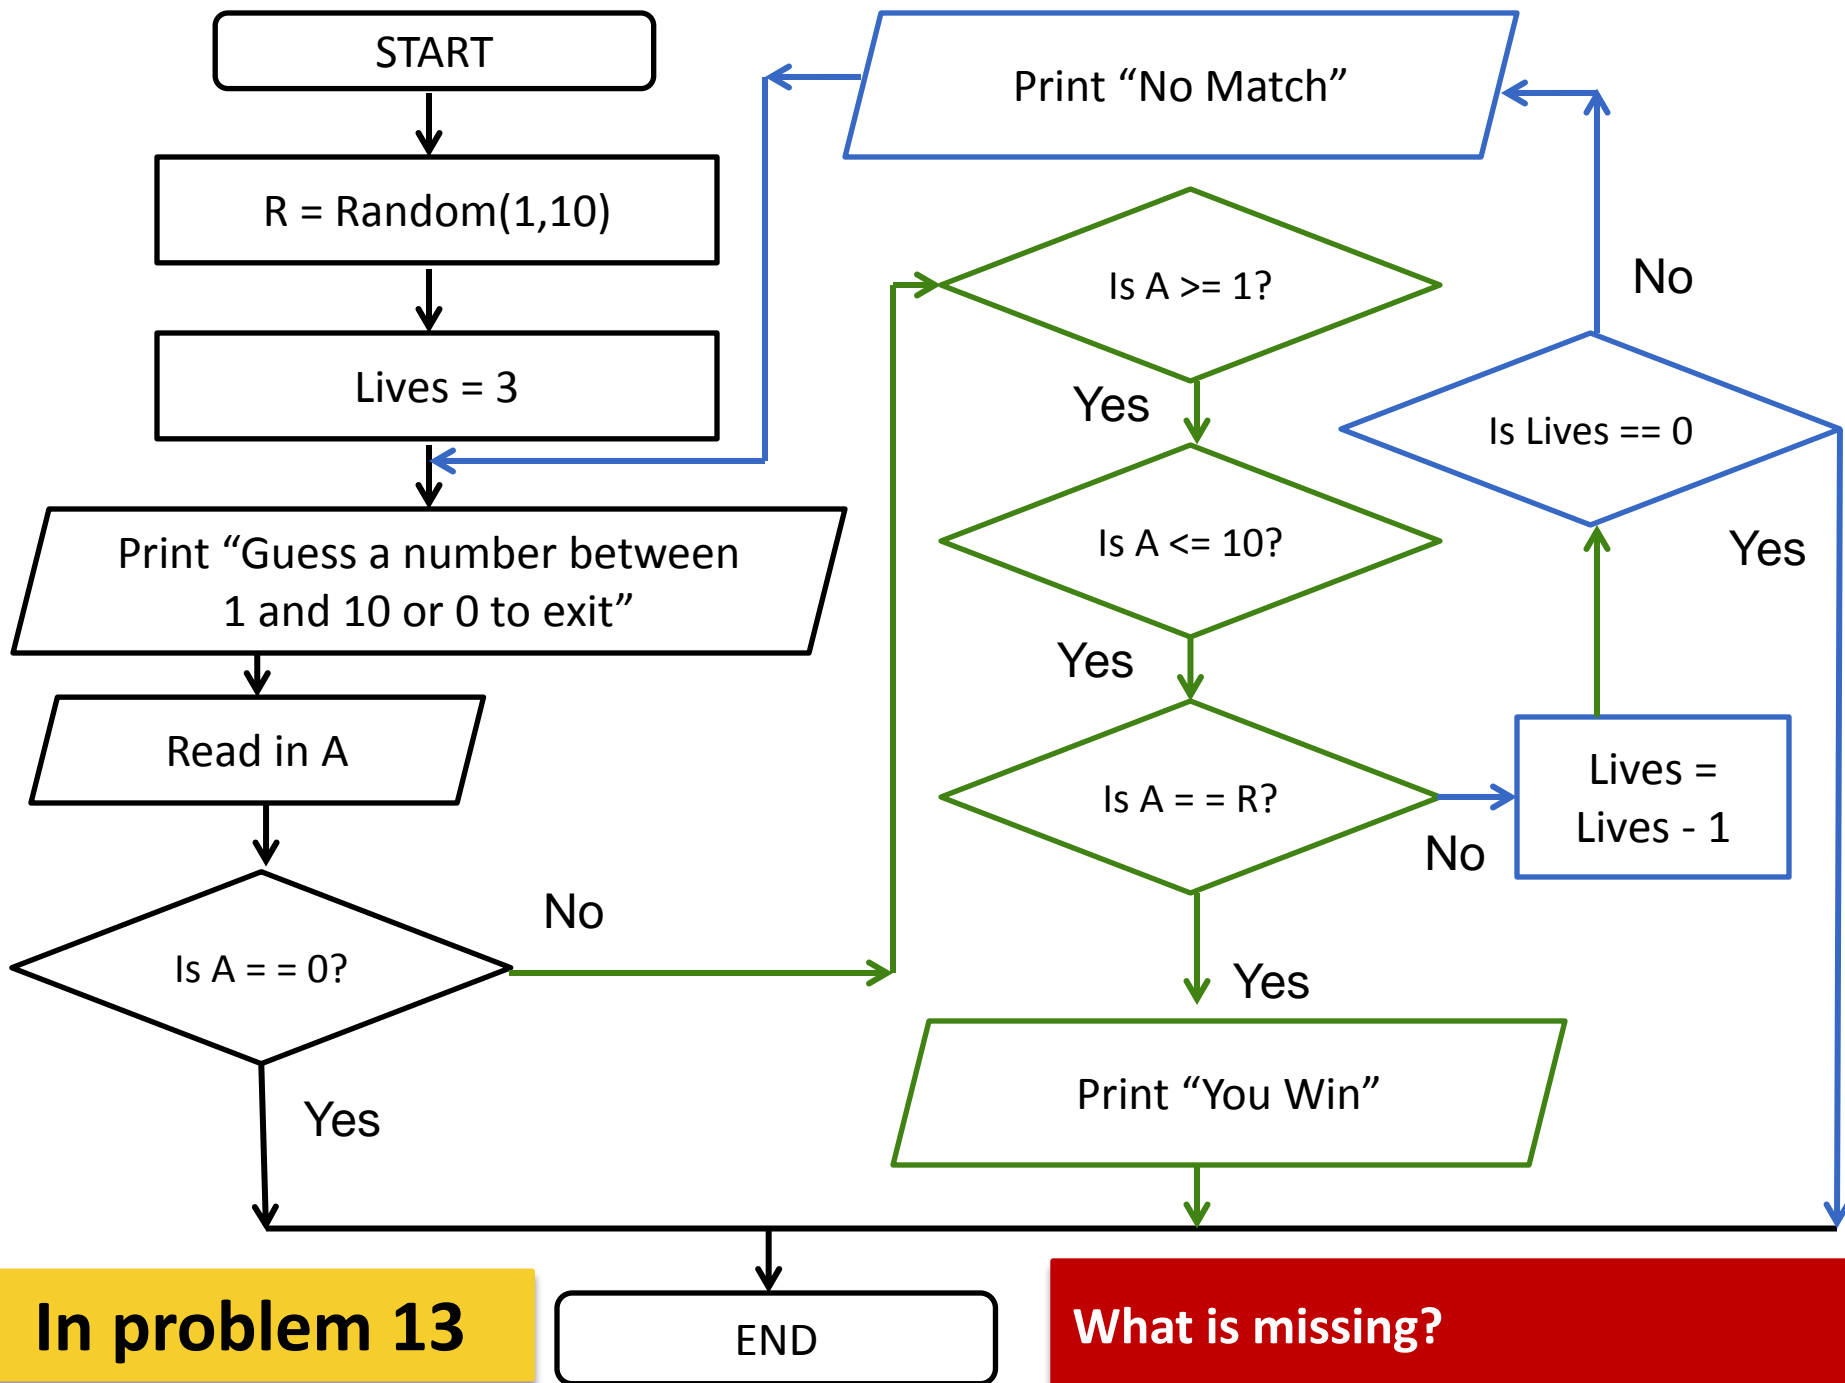 START
R = Random(1,10)
Lives = 3
Print “Guess a number between
1 and 10 or 0 to exit”
Read in A
Is A = = 0?
No
Yes
Is A >= 1?
Yes
Is A <= 10?
Yes
Is A = = R?
No
Yes
Print “You Win”
Lives =
Lives - 1
Is Lives == 0
No
Yes
Print “No Match”
END
In problem 13
What is missing?